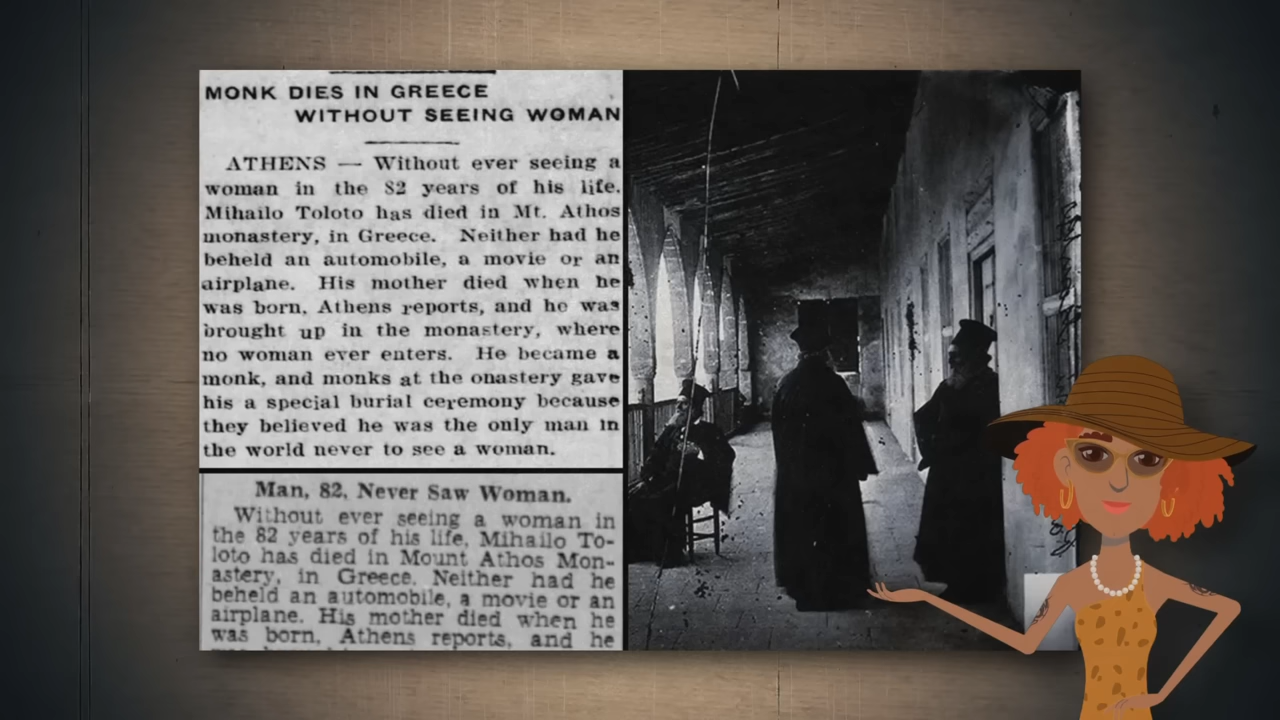 MONK DIES IN GREECE
WITHOUT SEEING WOMAN
ATHENS — Without ever seeing a
woman in the 82 years of his life,
Mihailo Toloto has died in Mt. Athos
monastery, in Greece. Neither had he
beheld an automobile, a movie or an
airplane. His mother died when he
was born, Athens reports, and he was
brought up in the monastery, where
no woman ever enters. He became a
monk, and monks at the onastery gave
his a special burial ceremony because
they believed he was the only man in
the world never to see a woman.
Man, 82, Never Saw Woman.
Without ever seeing a woman in
the 82 years of his life, Mihailo To-
loto has died in Mount Athos Mon-
astery, in Greece. Neither had he
beheld an automobile, a movie or an
airplane. His mother died when he
was born, Athens reports, and he